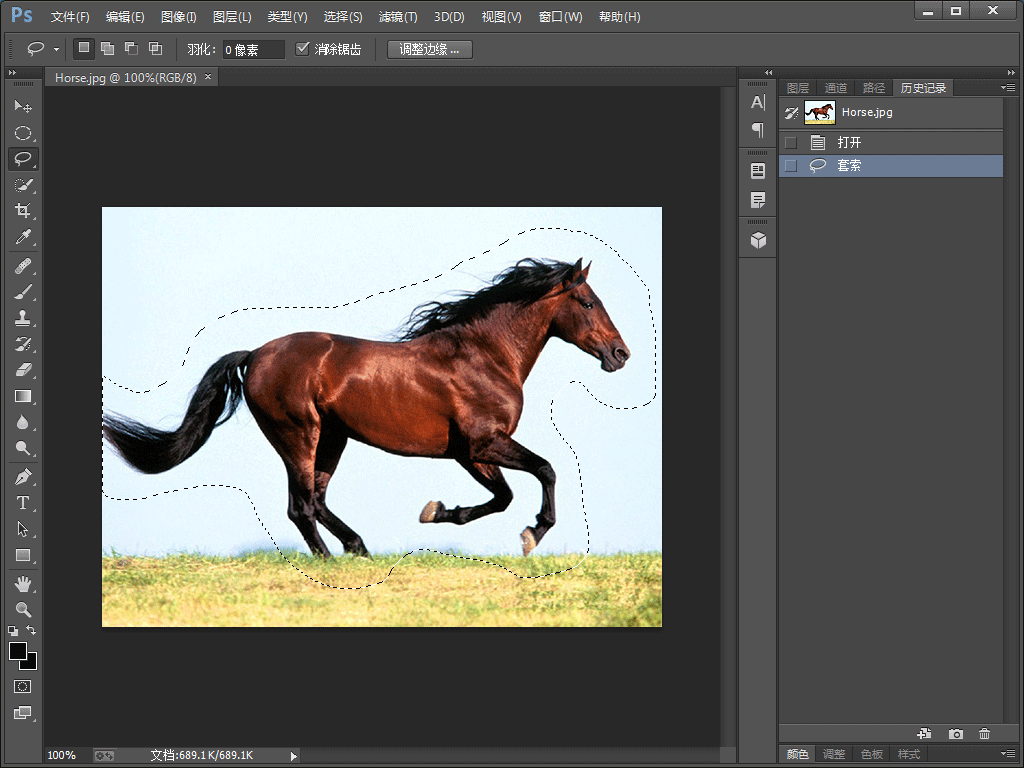 Ps 文件(F) 编辑(E) 图像(I) 图层(L) 类型(Y) 选择(S) 滤镜(T) 3D(D) 视图(V) 窗口(W) 帮助(H)
羽化: 0 像素 消除锯齿 调整边缘 ...
Horse.jpg @ 100%(RGB/8) ×
图层 通道 路径 历史记录
Horse.jpg
打开
套索
100% 文档:689.1K/689.1K
颜色 调整 色板 样式